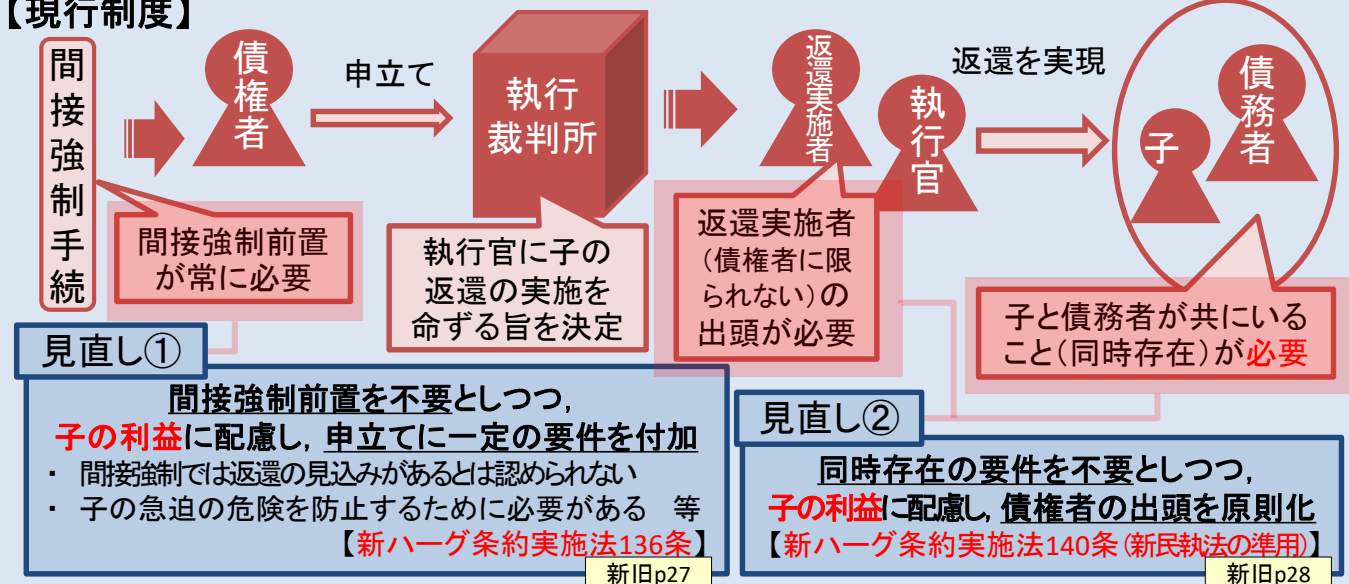 【現行制度】
間接強制手続
債権者
申立て
執行
裁判所
返還実施者
執行官
返還を実現
子
債務者
間接強制前置
が常に必要
執行官に子の
返還の実施を
命ずる旨を決定
返還実施者
(債権者に限
られない)の
出頭が必要
子と債務者が共にいる
こと(同時存在)が必要
見直し①
間接強制前置を不要としつつ,
子の利益に配慮し,申立てに一定の要件を付加
・ 間接強制では返還の見込みがあるとは認められない
・ 子の急迫の危険を防止するために必要がある 等
【新ハーグ条約実施法136条】
新旧p27
見直し②
同時存在の要件を不要としつつ,
子の利益に配慮し,債権者の出頭を原則化
【新ハーグ条約実施法140条(新民執法の準用)】
新旧p28